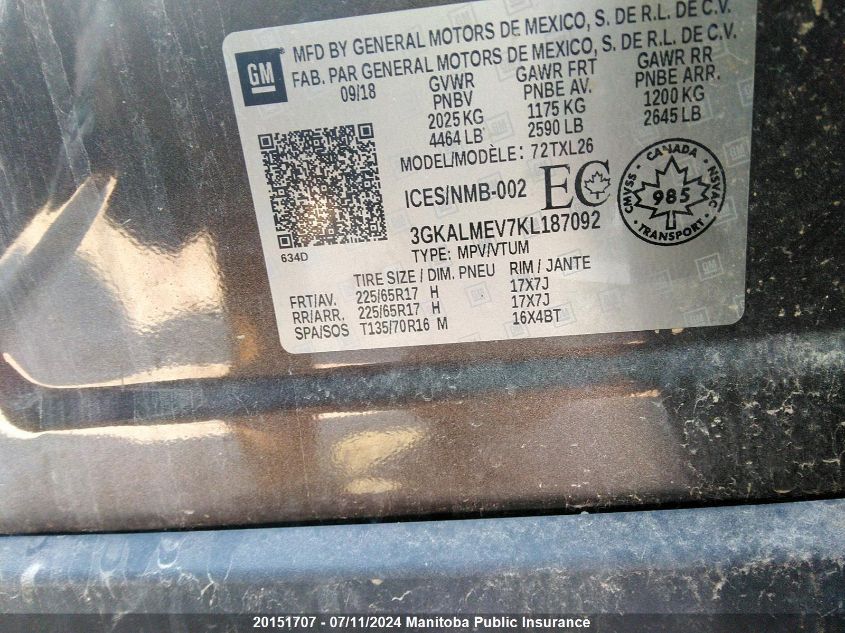 GM
MFD BY GENERAL MOTORS DE MEXICO, S. DE R.L. DE C.V.
FAB. PAR GENERAL MOTORS DE MEXICO, S. DE R.L. DE C.V.
09/18 GVWR GAWR FRT GAWR RR
PNBV PNBE AV. PNBE ARR.
2025 KG 1175 KG 1200 KG
4464 LB 2590 LB 2645 LB
MODEL/MODÈLE: 72TXL26
ICES/NMB-002 EC
CANADA
CMVSS 985 NSVAC
TRANSPORT
3GKALMEV7KL187092
TYPE: MPV/VTUM
634D
TIRE SIZE / DIM. PNEU RIM / JANTE
FRT/AV. 225/65R17 H 17X7J
RR/ARR. 225/65R17 H 17X7J
SPA/SOS T135/70R16 M 16X4BT
20151707 - 07/11/2024 Manitoba Public Insurance